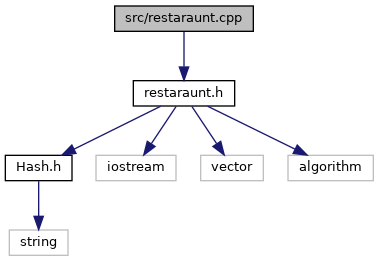 src/restaraunt.cpp
restaraunt.h
Hash.h
iostream
vector
algorithm
string